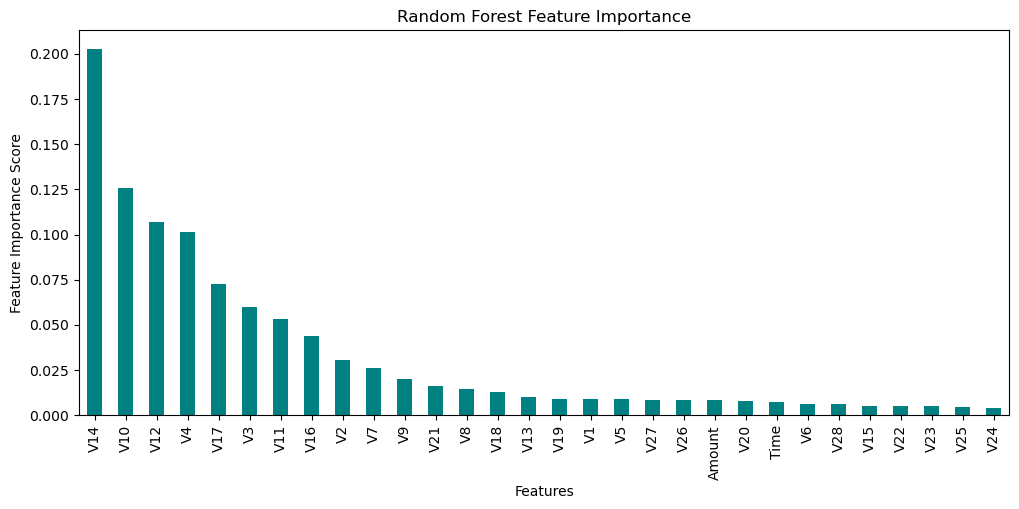 Random Forest Feature Importance
Feature Importance Score
0.200
0.175
0.150
0.125
0.100
0.075
0.050
0.025
0.000
V14 V10 V12 V4 V17 V3 V11 V16 V2 V7 V9 V21 V8 V18 V13 V19 V1 V5 V27 V26 Amount V20 Time V6 V28 V15 V22 V23 V25 V24
Features